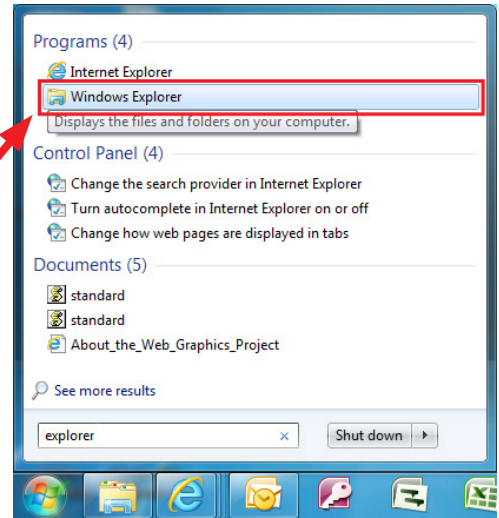 Programs (4)
Internet Explorer
Windows Explorer
Displays the files and folders on your computer.
Control Panel (4)
Change the search provider in Internet Explorer
Turn autocomplete in Internet Explorer on or off
Change how web pages are displayed in tabs
Documents (5)
standard
standard
About_the_Web_Graphics_Project
See more results
explorer
Shut down